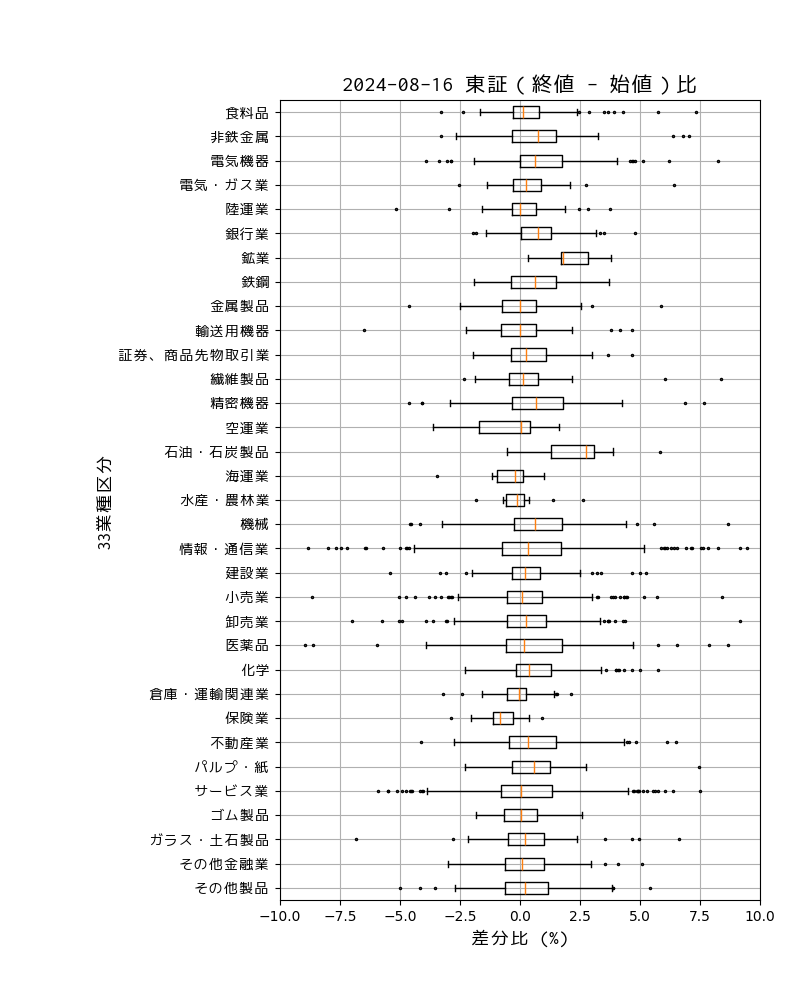 2024-08-16 東証（終値 - 始値）比
食料品
非鉄金属
電気機器
電気・ガス業
陸運業
銀行業
鉱業
鉄鋼
金属製品
輸送用機器
証券、商品先物取引業
繊維製品
精密機器
空運業
石油・石炭製品
海運業
水産・農林業
機械
情報・通信業
建設業
小売業
卸売業
医薬品
化学
倉庫・運輸関連業
保険業
不動産業
パルプ・紙
サービス業
ゴム製品
ガラス・土石製品
その他金融業
その他製品
33業種区分
−10.0 −7.5 −5.0 −2.5 0.0 2.5 5.0 7.5 10.0
差分比 (%)